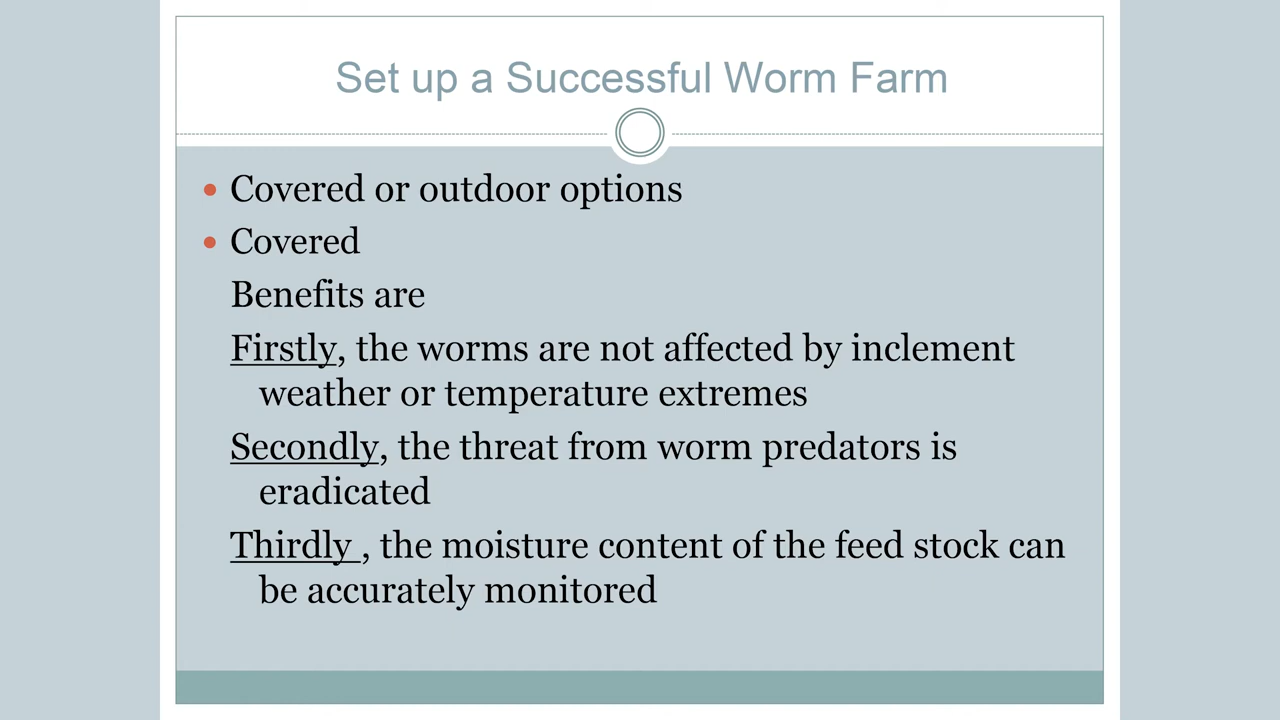 Set up a Successful Worm Farm
• Covered or outdoor options
• Covered
Benefits are
Firstly, the worms are not affected by inclement
weather or temperature extremes
Secondly, the threat from worm predators is
eradicated
Thirdly , the moisture content of the feed stock can
be accurately monitored